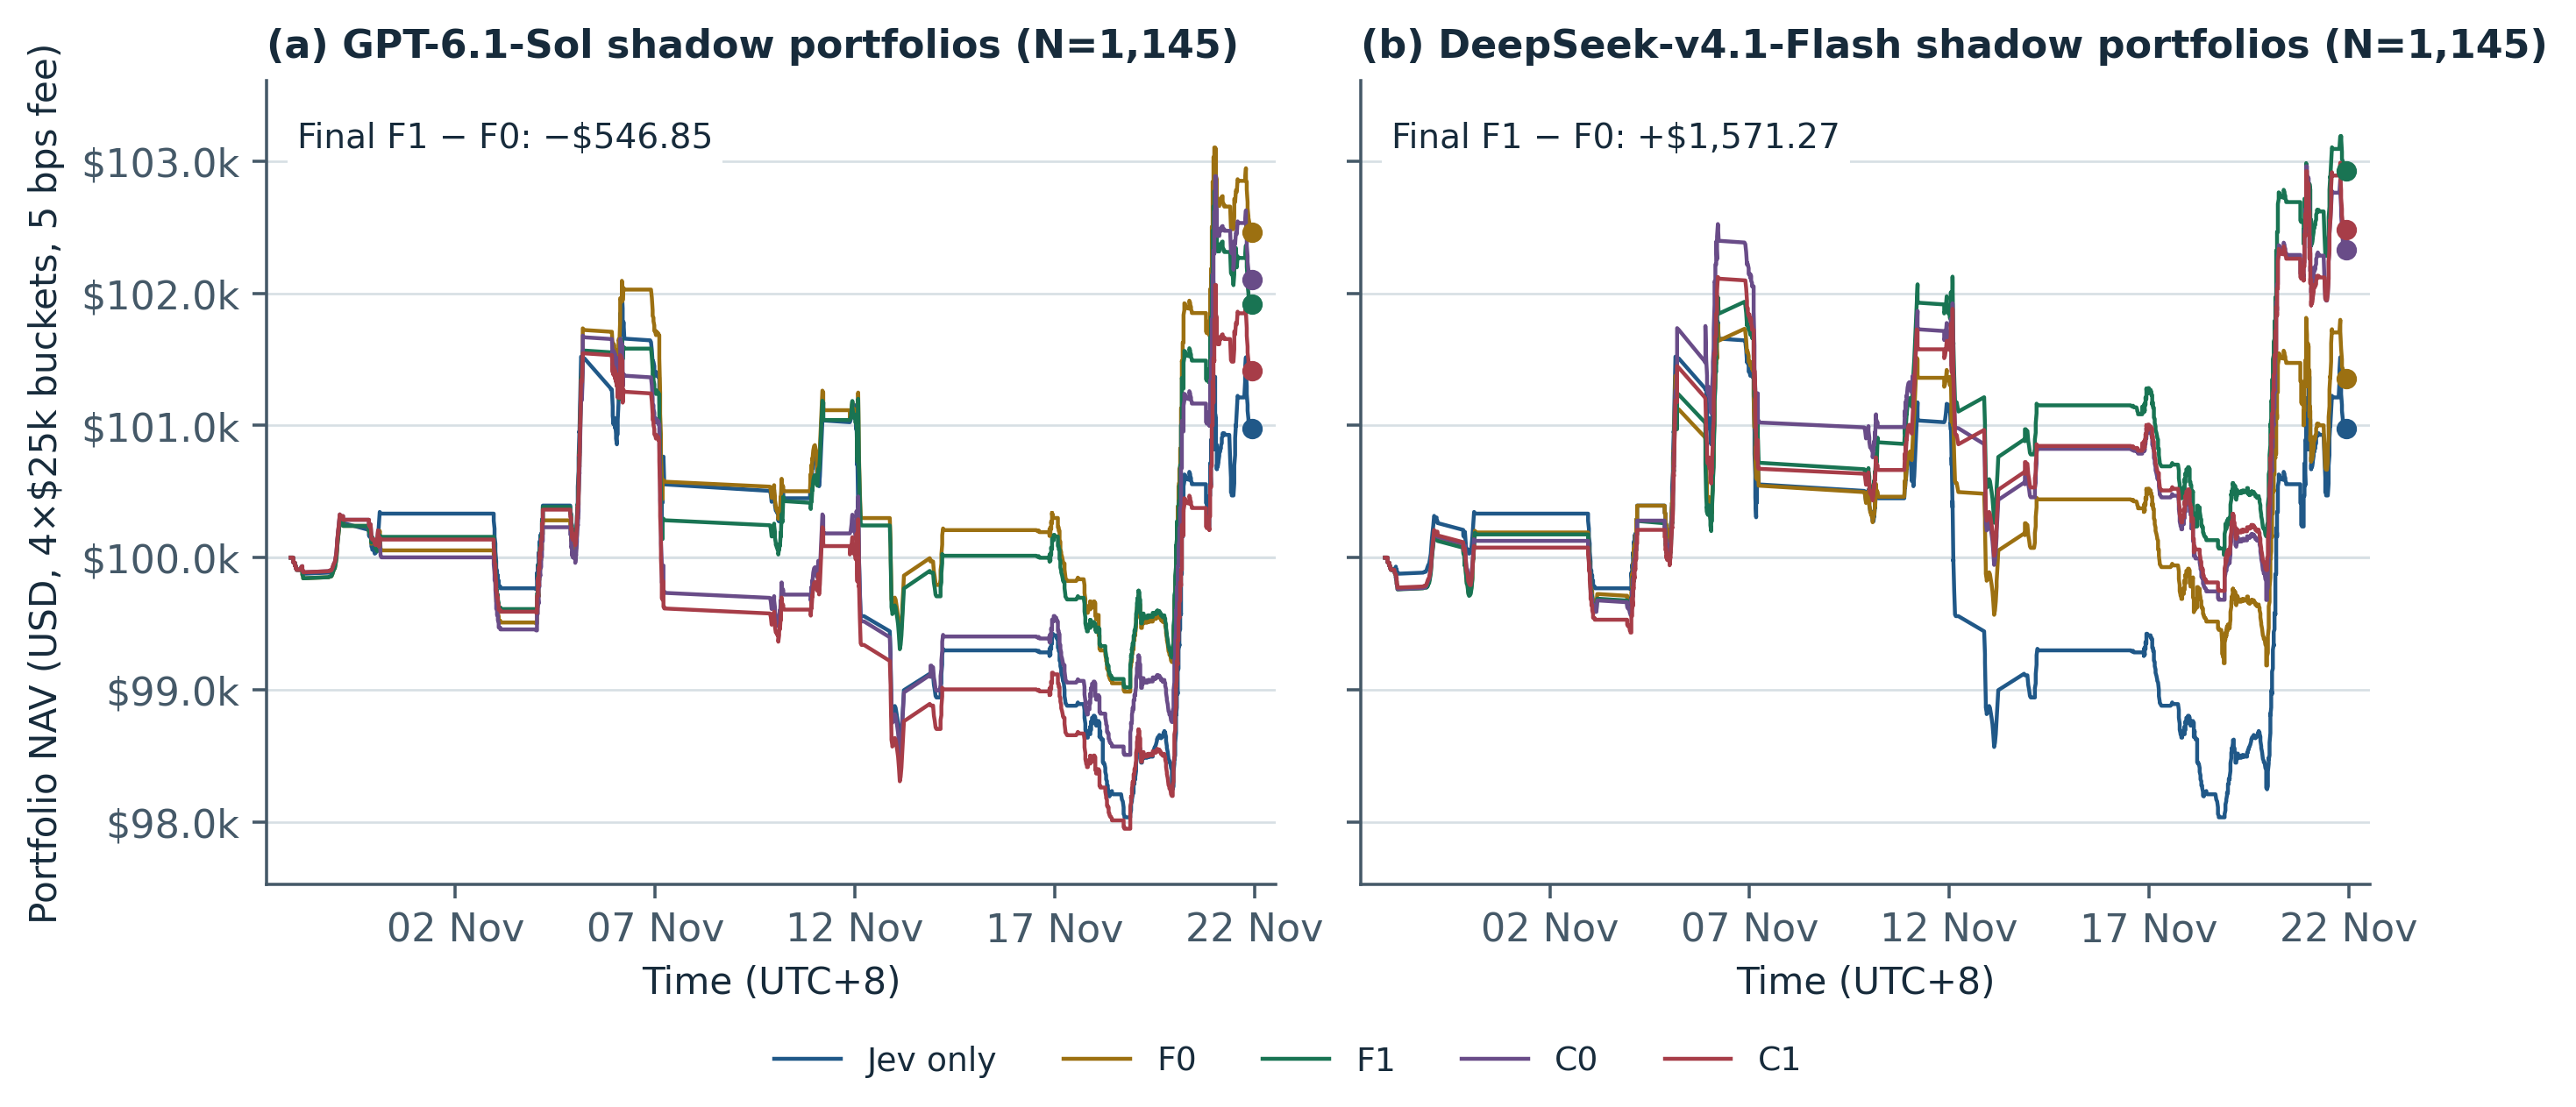 (a) GPT-6.1-Sol shadow portfolios (N=1,145)
Final F1 − F0: −$546.85
Portfolio NAV (USD, 4×$25k buckets, 5 bps fee)
$103.0k
$102.0k
$101.0k
$100.0k
$99.0k
$98.0k
02 Nov 07 Nov 12 Nov 17 Nov 22 Nov
Time (UTC+8)
(b) DeepSeek-v4.1-Flash shadow portfolios (N=1,145)
Final F1 − F0: +$1,571.27
02 Nov 07 Nov 12 Nov 17 Nov 22 Nov
Time (UTC+8)
Jev only F0 F1 C0 C1